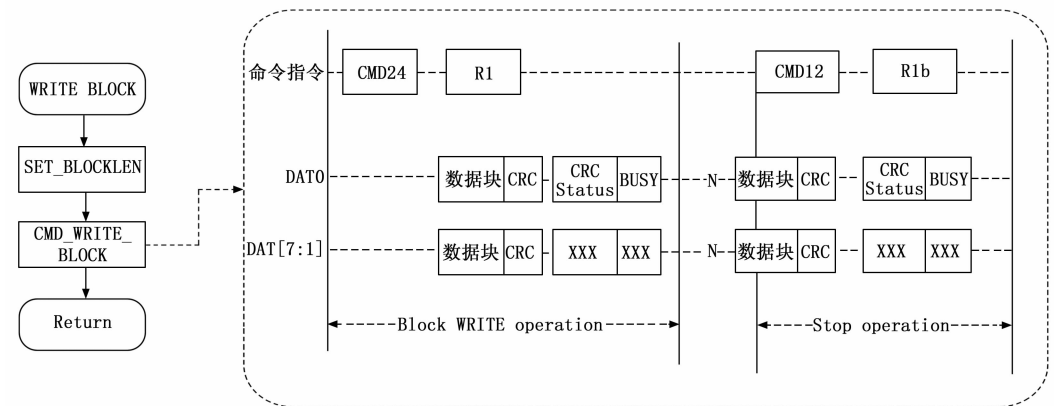 WRITE BLOCK
SET_BLOCKLEN
CMD_WRITE_
BLOCK
Return
命令指令 CMD24 R1 CMD12 R1b
DAT0 数据块 CRC CRC Status BUSY N 数据块 CRC CRC Status BUSY
DAT[7:1] 数据块 CRC XXX XXX N 数据块 CRC XXX XXX
Block WRITE operation Stop operation